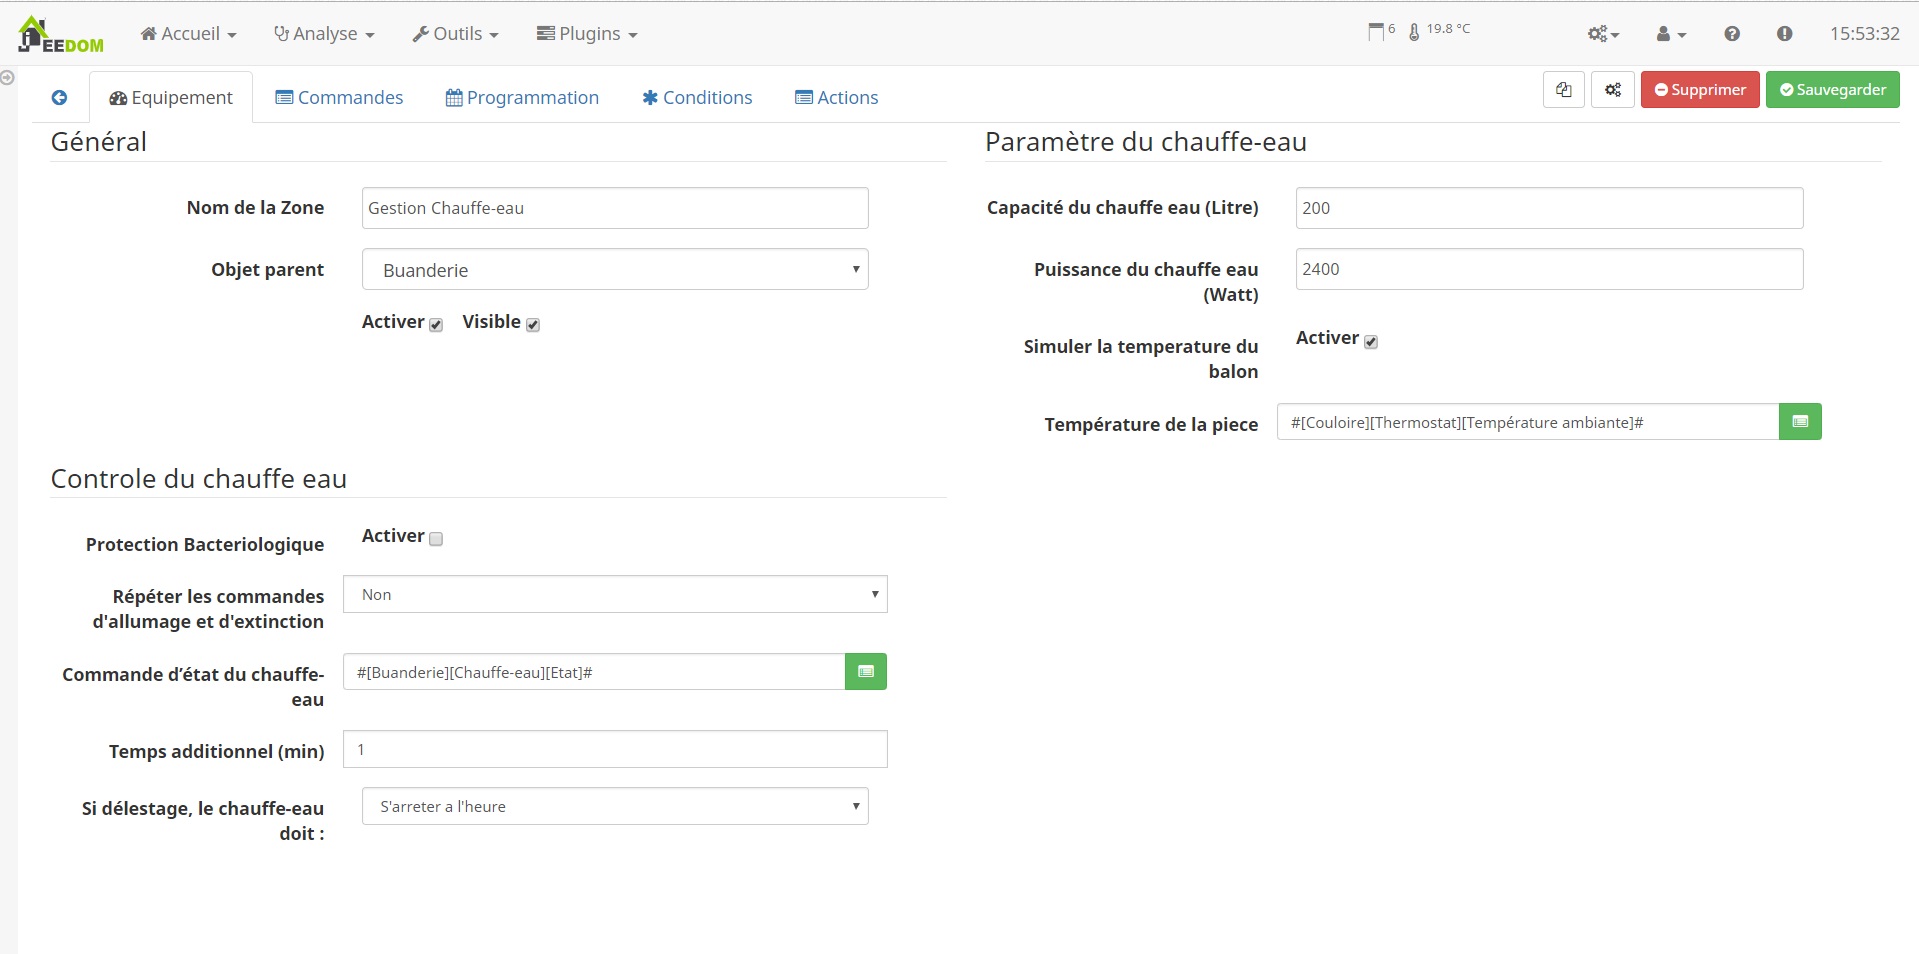 JEEDOM
Accueil
Analyse
Outils
Plugins
6
19.8 °C
15:53:32
Equipement
Commandes
Programmation
Conditions
Actions
Supprimer
Sauvegarder
Général
Nom de la Zone
Gestion Chauffe-eau
Objet parent
Buanderie
Activer
Visible
Paramètre du chauffe-eau
Capacité du chauffe eau (Litre)
200
Puissance du chauffe eau
(Watt)
2400
Simuler la temperature du
balon
Activer
Température de la piece
#[Couloire][Thermostat][Température ambiante]#
Controle du chauffe eau
Protection Bacteriologique
Activer
Répéter les commandes
d'allumage et d'extinction
Non
Commande d’état du chauffe-
eau
#[Buanderie][Chauffe-eau][Etat]#
Temps additionnel (min)
1
Si délestage, le chauffe-eau
doit :
S'arreter a l'heure